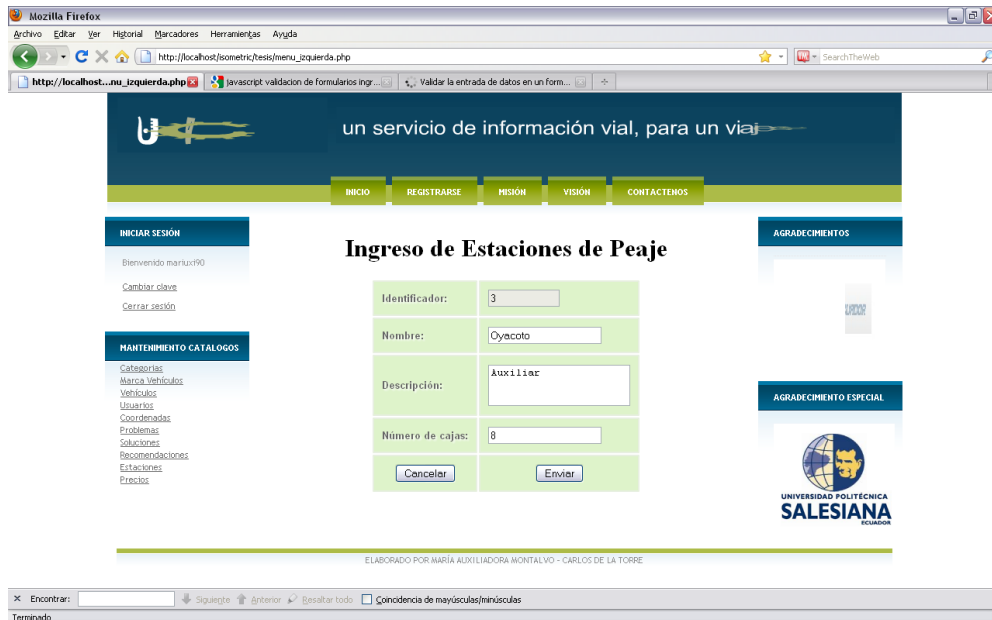 Mozilla Firefox
Archivo Editar Ver Historial Marcadores Herramientas Ayuda
http://localhost/isometric/tesis/menu_izquierda.php
SearchTheWeb
http://localhost...nu_izquierda.php
javascript validacion de formularios ingr...
Validar la entrada de datos en un form...
un servicio de información vial, para un viaj
INICIO REGISTRARSE MISIÓN VISIÓN CONTACTENOS
INICIAR SESIÓN
Bienvenido mariuxi90
Cambiar clave
Cerrar sesión
MANTENIMIENTO CATALOGOS
Categorias
Marca Vehículos
Vehículos
Usuarios
Coordenadas
Problemas
Soluciones
Recomendaciones
Estaciones
Precios
Ingreso de Estaciones de Peaje
Identificador: 3
Nombre: Oyacoto
Descripción: Auxiliar
Número de cajas: 8
Cancelar Enviar
AGRADECIMIENTOS
AGRADECIMIENTO ESPECIAL
UNIVERSIDAD POLITÉCNICA
SALESIANA
ECUADOR
ELABORADO POR MARÍA AUXILIADORA MONTALVO - CARLOS DE LA TORRE
Encontrar: Siguiente Anterior Resaltar todo Coincidencia de mayúsculas/minúsculas
Terminado